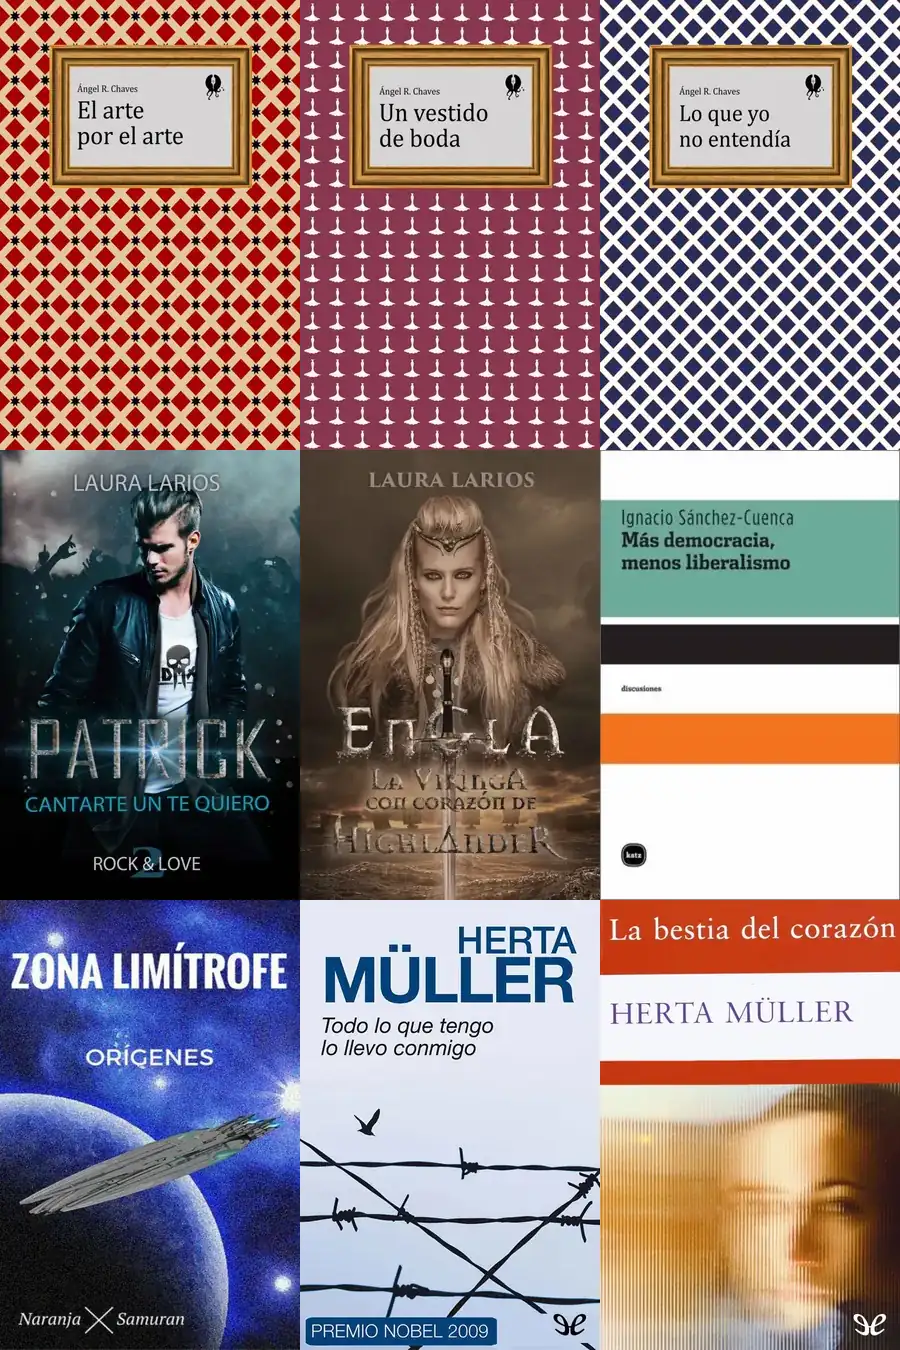 Ángel R. Chaves
El arte
por el arte
Ángel R. Chaves
Un vestido
de boda
Ángel R. Chaves
Lo que yo
no entendía
LAURA LARIOS
PATRICK
CANTARTE UN TE QUIERO
2
ROCK & LOVE
LAURA LARIOS
EnGLA
LA VikinGA
CON CORAZÓN DE
HIGHLANDER
Ignacio Sánchez-Cuenca
Más democracia,
menos liberalismo
discusiones
katz
ZONA LIMÍTROFE
ORÍGENES
Naranja X Samuran
HERTA
MÜLLER
Todo lo que tengo
lo llevo conmigo
PREMIO NOBEL 2009
La bestia del corazón
HERTA MÜLLER